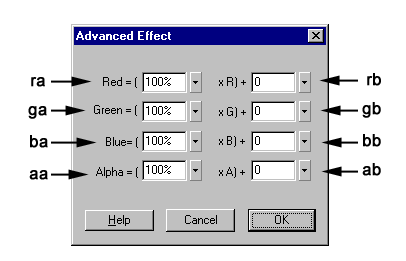 Advanced Effect
ra Red = ( 100% x R) + 0 rb
ga Green = ( 100% x G) + 0 gb
ba Blue= ( 100% x B) + 0 bb
aa Alpha = ( 100% x A) + 0 ab
Help Cancel OK